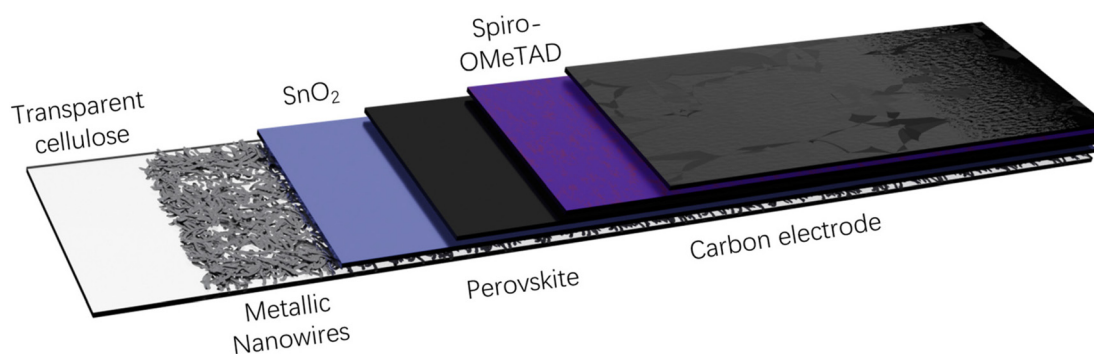 Transparent
cellulose
SnO₂
Spiro-
OMeTAD
Metallic
Nanowires
Perovskite
Carbon electrode